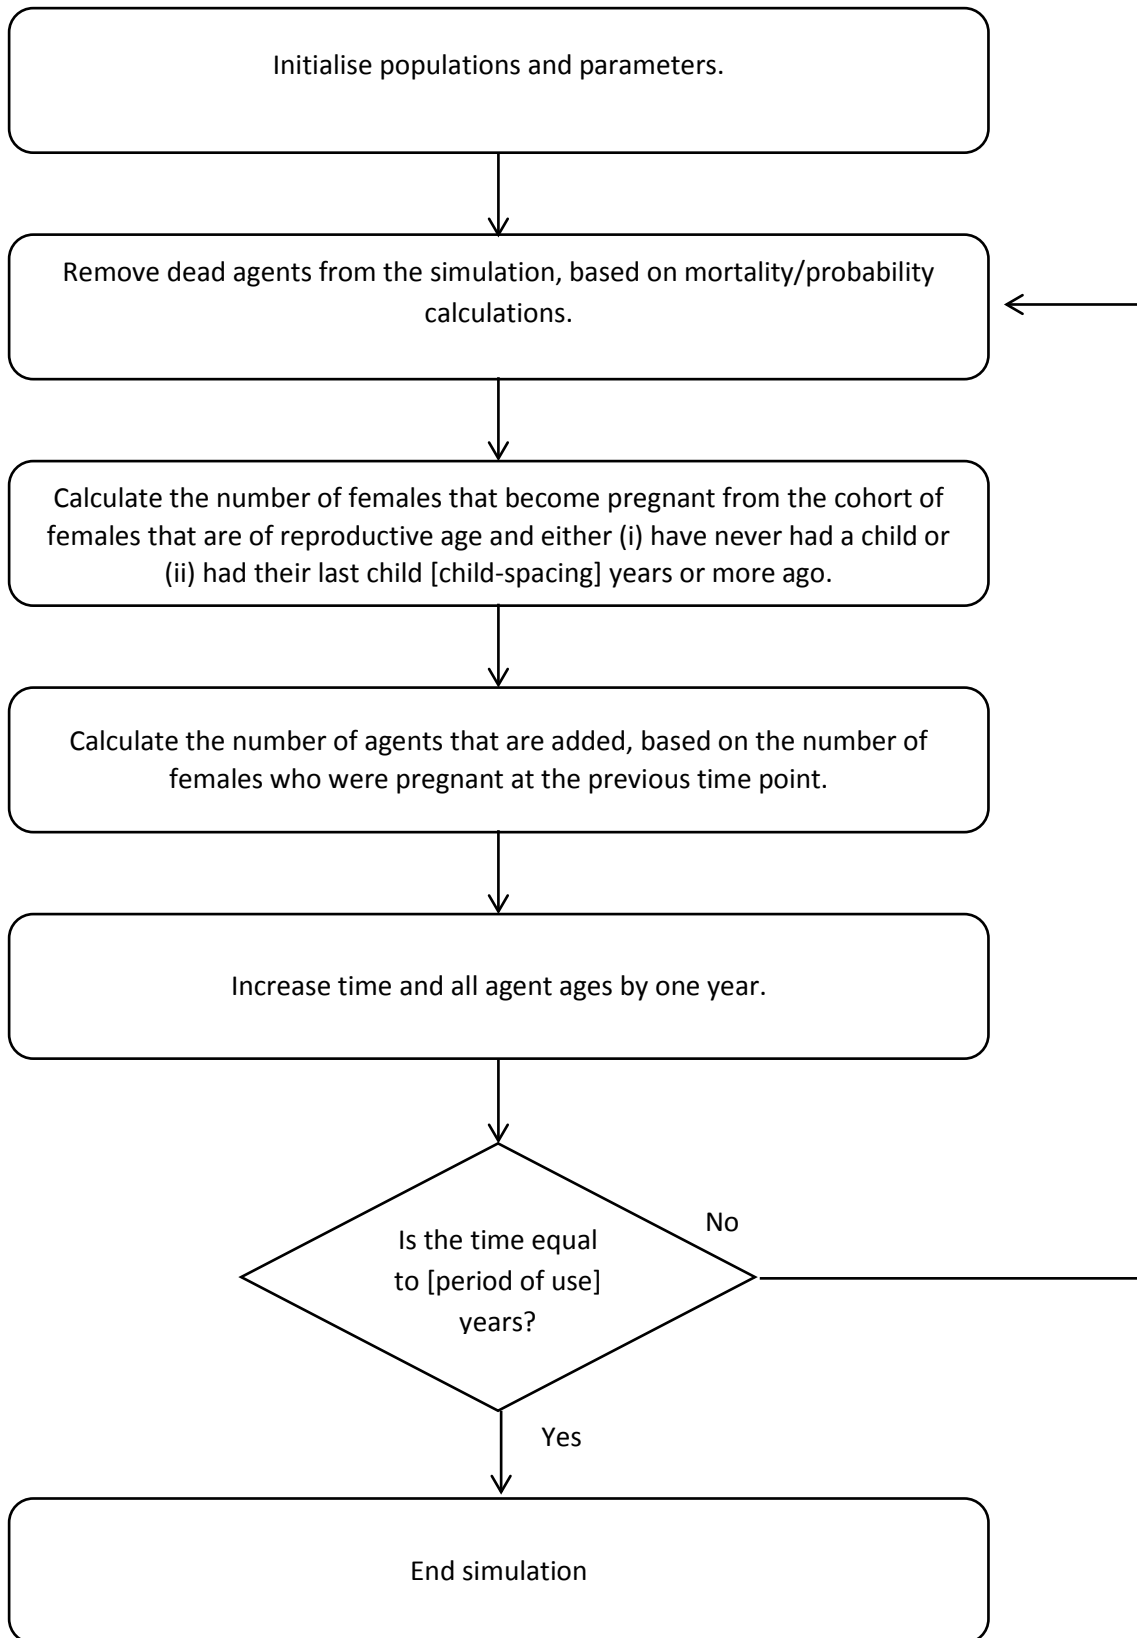 Initialise populations and parameters.
Remove dead agents from the simulation, based on mortality/probability
calculations.
Calculate the number of females that become pregnant from the cohort of
females that are of reproductive age and either (i) have never had a child or
(ii) had their last child [child-spacing] years or more ago.
Calculate the number of agents that are added, based on the number of
females who were pregnant at the previous time point.
Increase time and all agent ages by one year.
No
Is the time equal
to [period of use]
years?
Yes
End simulation